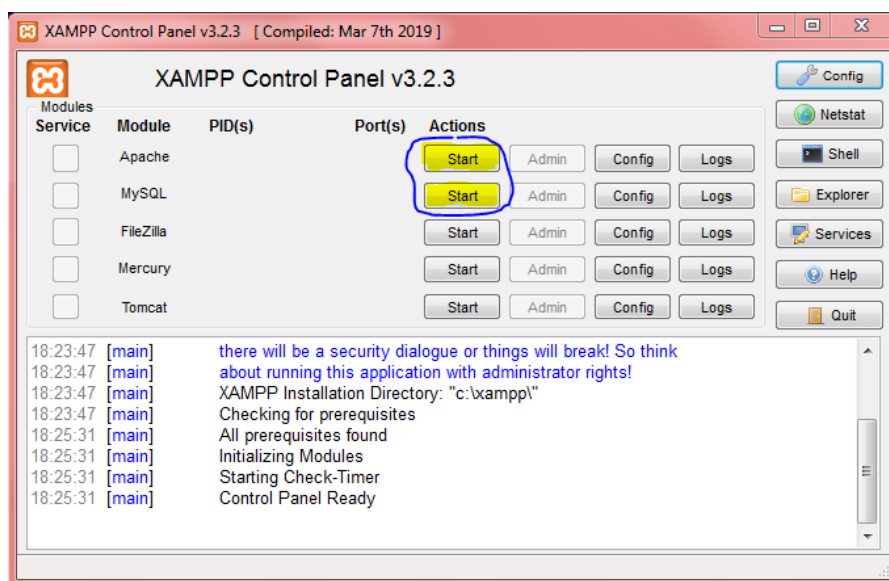 XAMPP Control Panel v3.2.3 [ Compiled: Mar 7th 2019 ]
XAMPP Control Panel v3.2.3
Config
Modules
Service Module PID(s) Port(s) Actions
Netstat
Apache Start Admin Config Logs
Shell
MySQL Start Admin Config Logs
Explorer
FileZilla Start Admin Config Logs
Services
Mercury Start Admin Config Logs
Help
Tomcat Start Admin Config Logs
Quit
18:23:47 [main] there will be a security dialogue or things will break! So think
18:23:47 [main] about running this application with administrator rights!
18:23:47 [main] XAMPP Installation Directory: "c:\xampp\"
18:23:47 [main] Checking for prerequisites
18:25:31 [main] All prerequisites found
18:25:31 [main] Initializing Modules
18:25:31 [main] Starting Check-Timer
18:25:31 [main] Control Panel Ready